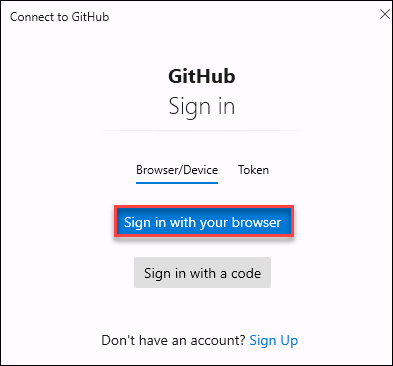 Connect to GitHub
GitHub
Sign in
Browser/Device Token
Sign in with your browser
Sign in with a code
Don't have an account? Sign Up